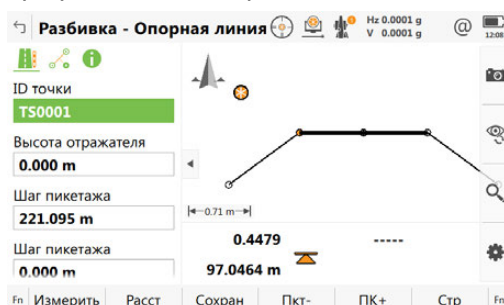 Разбивка - Опорная линия
Hz 0.0001 g
V 0.0001 g
@
12:08
ID точки
TS0001
Высота отражателя
0.000 m
Шаг пикетажа
221.095 m
Шаг пикетажа
0.000 m
0.71 m
0.4479
-----
97.0464 m
Fn Измерить Расст Сохран Пкт- ПК+ Стр Fn